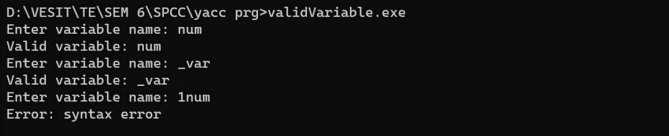 D:\VESIT\TE\SEM 6\SPCC\yacc prg>validVariable.exe
Enter variable name: num
Valid variable: num
Enter variable name: _var
Valid variable: _var
Enter variable name: 1num
Error: syntax error